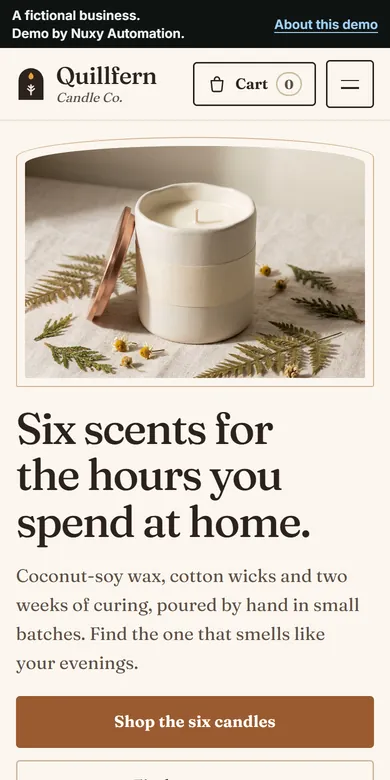 A fictional business.
Demo by Nuxy Automation.
About this demo
Quillfern
Candle Co.
Cart 0
Six scents for
the hours you
spend at home.
Coconut-soy wax, cotton wicks and two
weeks of curing, poured by hand in small
batches. Find the one that smells like
your evenings.
Shop the six candles